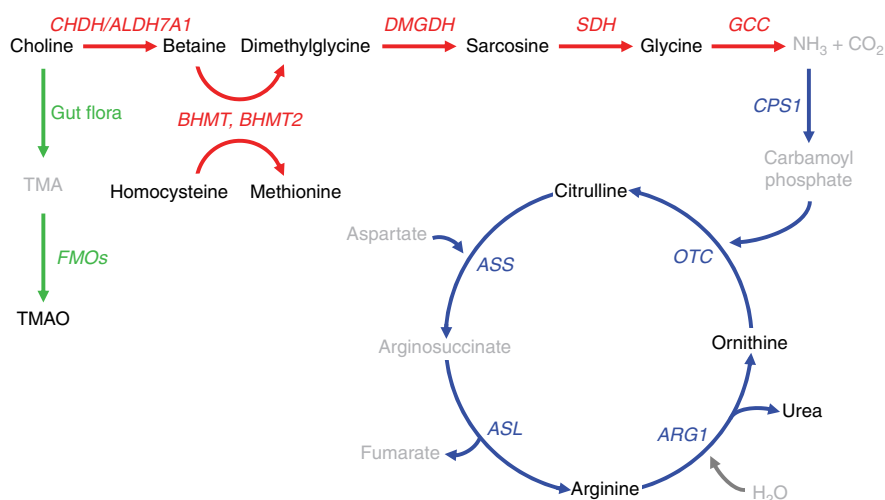 CHDH/ALDH7A1
DMGDH
SDH
GCC
Choline
Betaine
Dimethylglycine
Sarcosine
Glycine
NH₃ + CO₂
Gut flora
BHMT, BHMT2
CPS1
TMA
Homocysteine
Methionine
Citrulline
Carbamoyl
phosphate
Aspartate
FMOs
ASS
OTC
TMAO
Arginosuccinate
Ornithine
Urea
ASL
ARG1
Fumarate
Arginine
H₂O